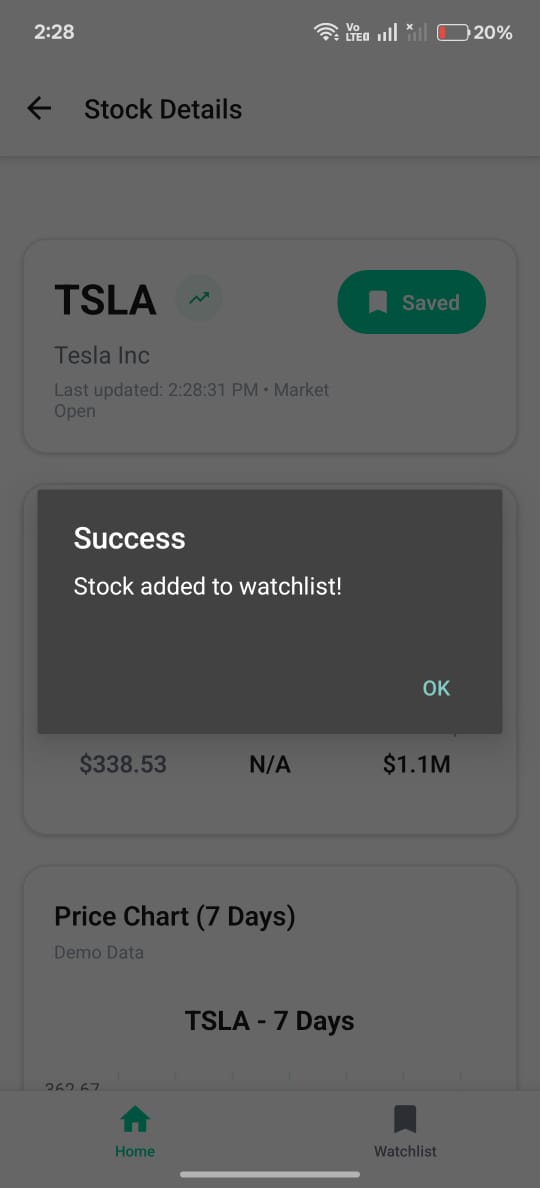 2:28
Vo
LTE
20%
Stock Details
TSLA
Saved
Tesla Inc
Last updated: 2:28:31 PM • Market
Open
Success
Stock added to watchlist!
OK
$338.53 N/A $1.1M
Price Chart (7 Days)
Demo Data
TSLA - 7 Days
362.67
Home
Watchlist